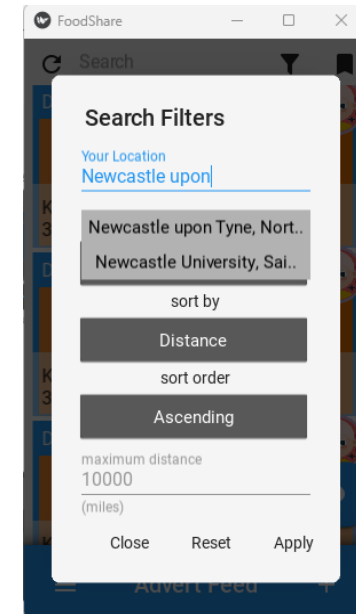 FoodShare
Search
Search Filters
Your Location
Newcastle upon
Newcastle upon Tyne, Nort..
Newcastle University, Sai..
sort by
Distance
sort order
Ascending
maximum distance
10000
(miles)
Close Reset Apply
Advert Feed